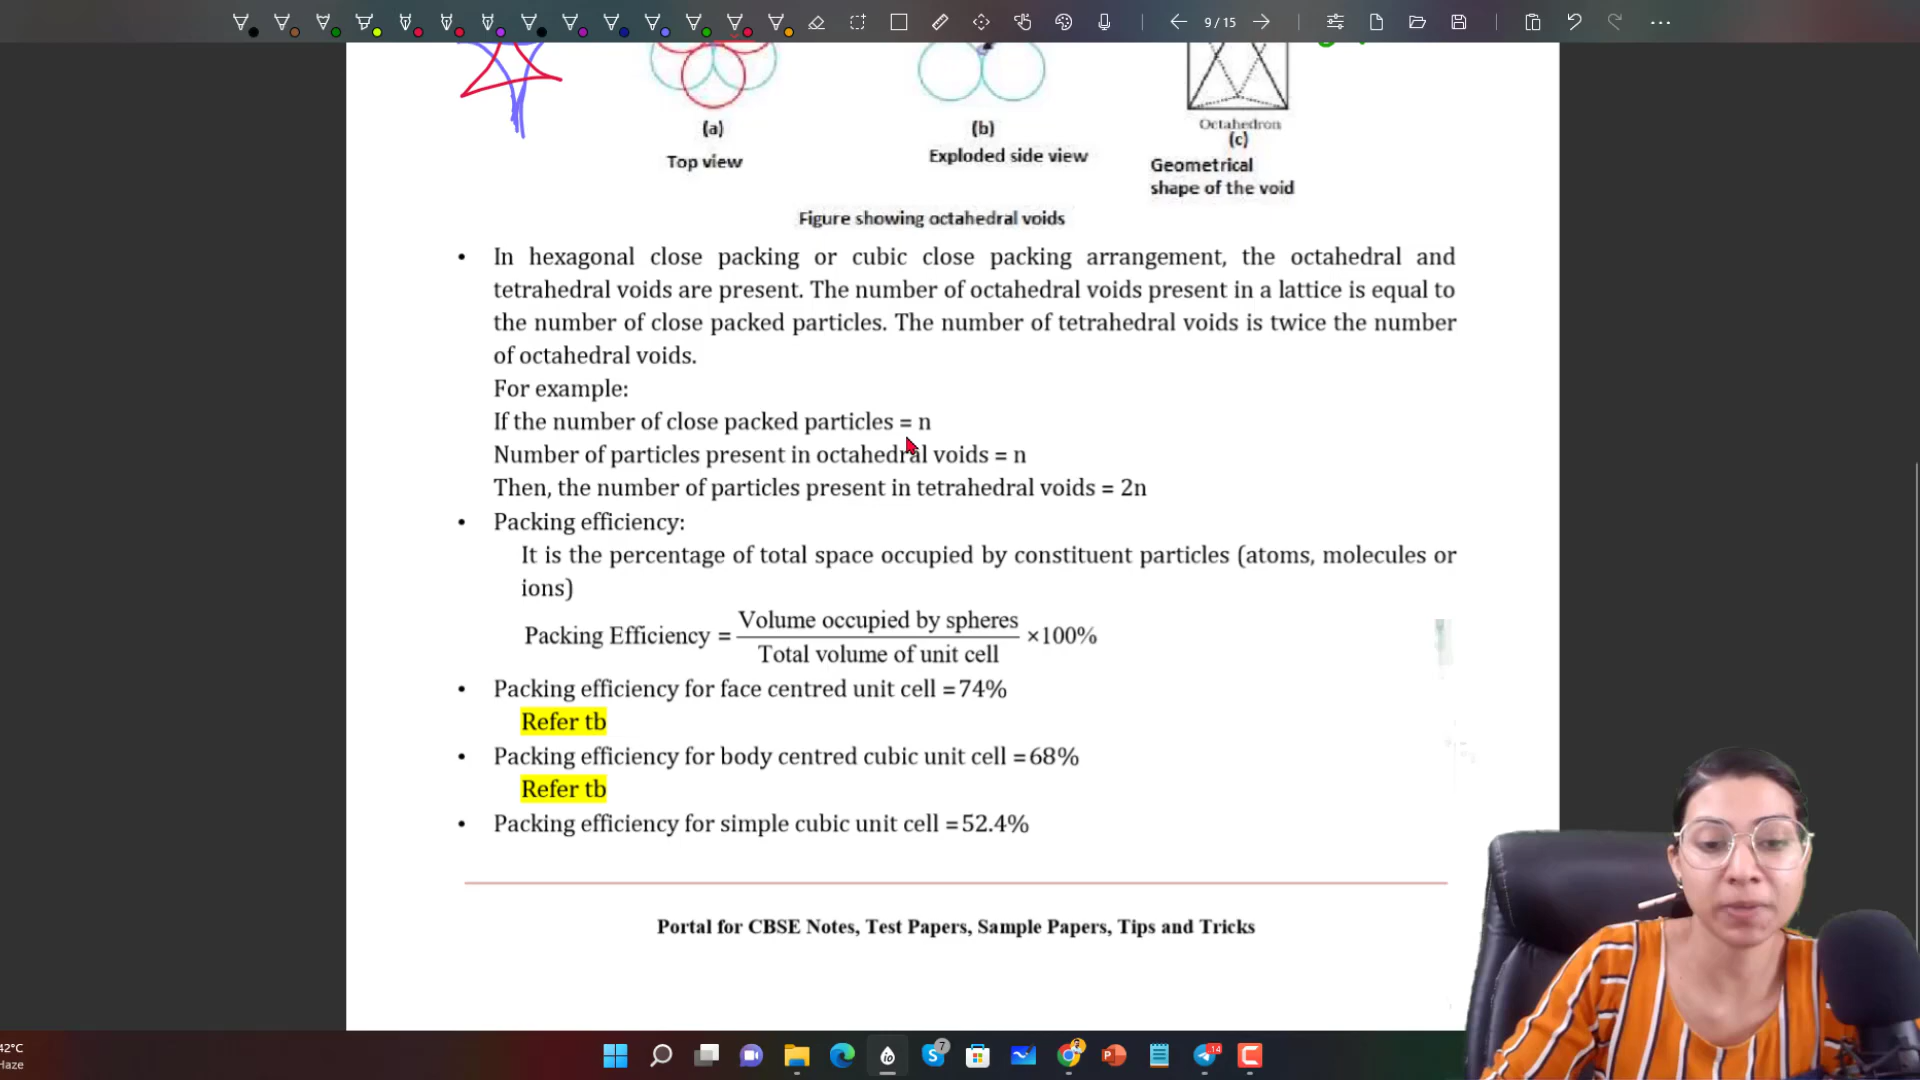 9 / 15
(a)
(b)
Octahedron
(c)
Top view
Exploded side view
Geometrical
shape of the void
Figure showing octahedral voids
• In hexagonal close packing or cubic close packing arrangement, the octahedral and
tetrahedral voids are present. The number of octahedral voids present in a lattice is equal to
the number of close packed particles. The number of tetrahedral voids is twice the number
of octahedral voids.
For example:
If the number of close packed particles = n
Number of particles present in octahedral voids = n
Then, the number of particles present in tetrahedral voids = 2n
• Packing efficiency:
It is the percentage of total space occupied by constituent particles (atoms, molecules or
ions)
Volume occupied by spheres
Packing Efficiency = ×100%
Total volume of unit cell
• Packing efficiency for face centred unit cell =74%
Refer tb
• Packing efficiency for body centred cubic unit cell =68%
Refer tb
• Packing efficiency for simple cubic unit cell =52.4%
Portal for CBSE Notes, Test Papers, Sample Papers, Tips and Tricks
42°C
Haze
7
2
14